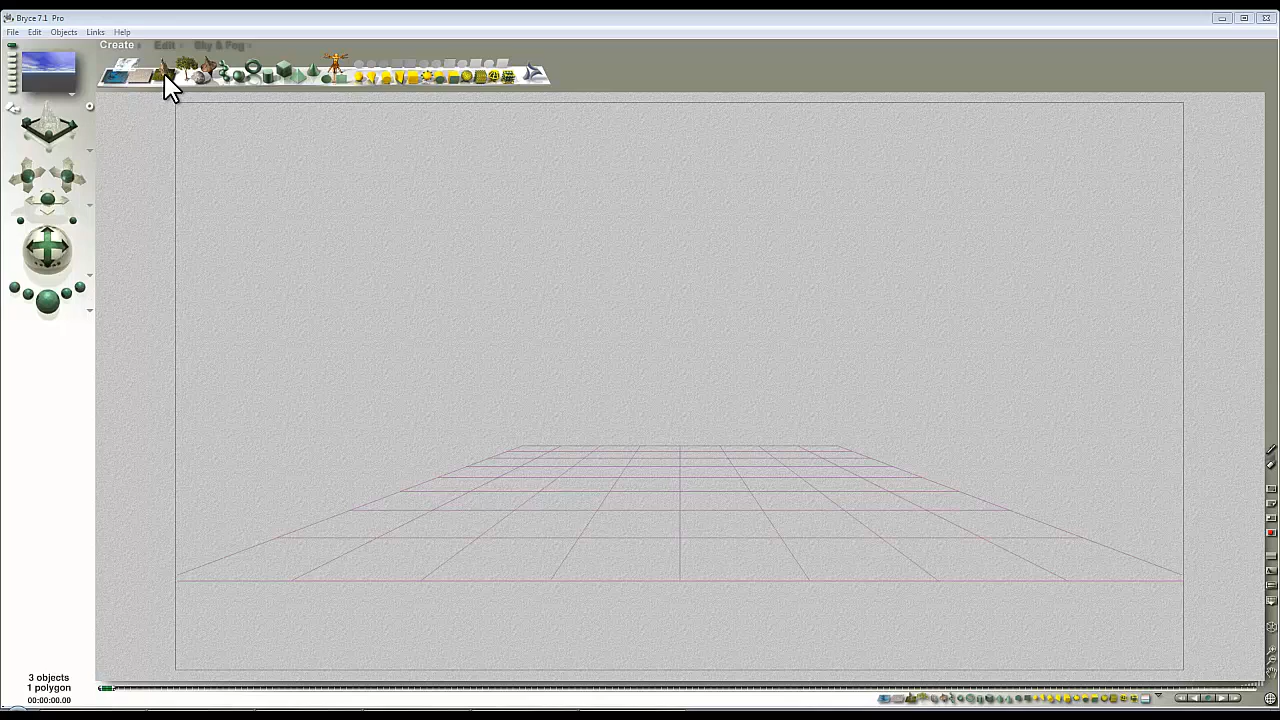 Bryce 7.1 Pro
File Edit Objects Links Help
Create Edit Sky & Fog
3 objects
1 polygon
00:00:00.00